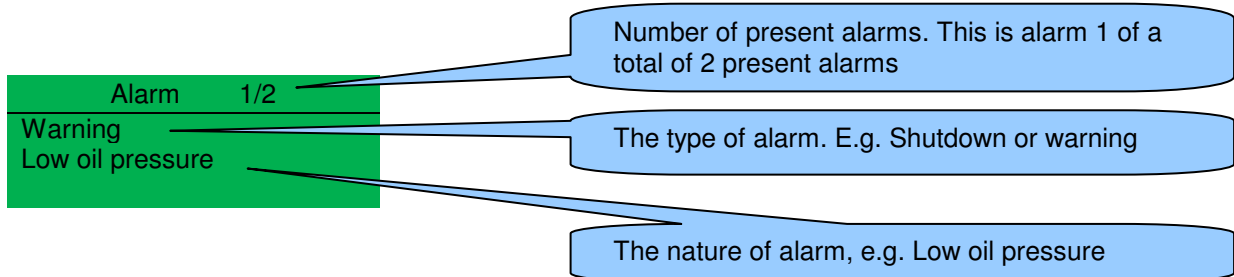 Number of present alarms. This is alarm 1 of a
total of 2 present alarms
Alarm 1/2
Warning
Low oil pressure
The type of alarm. E.g. Shutdown or warning
The nature of alarm, e.g. Low oil pressure